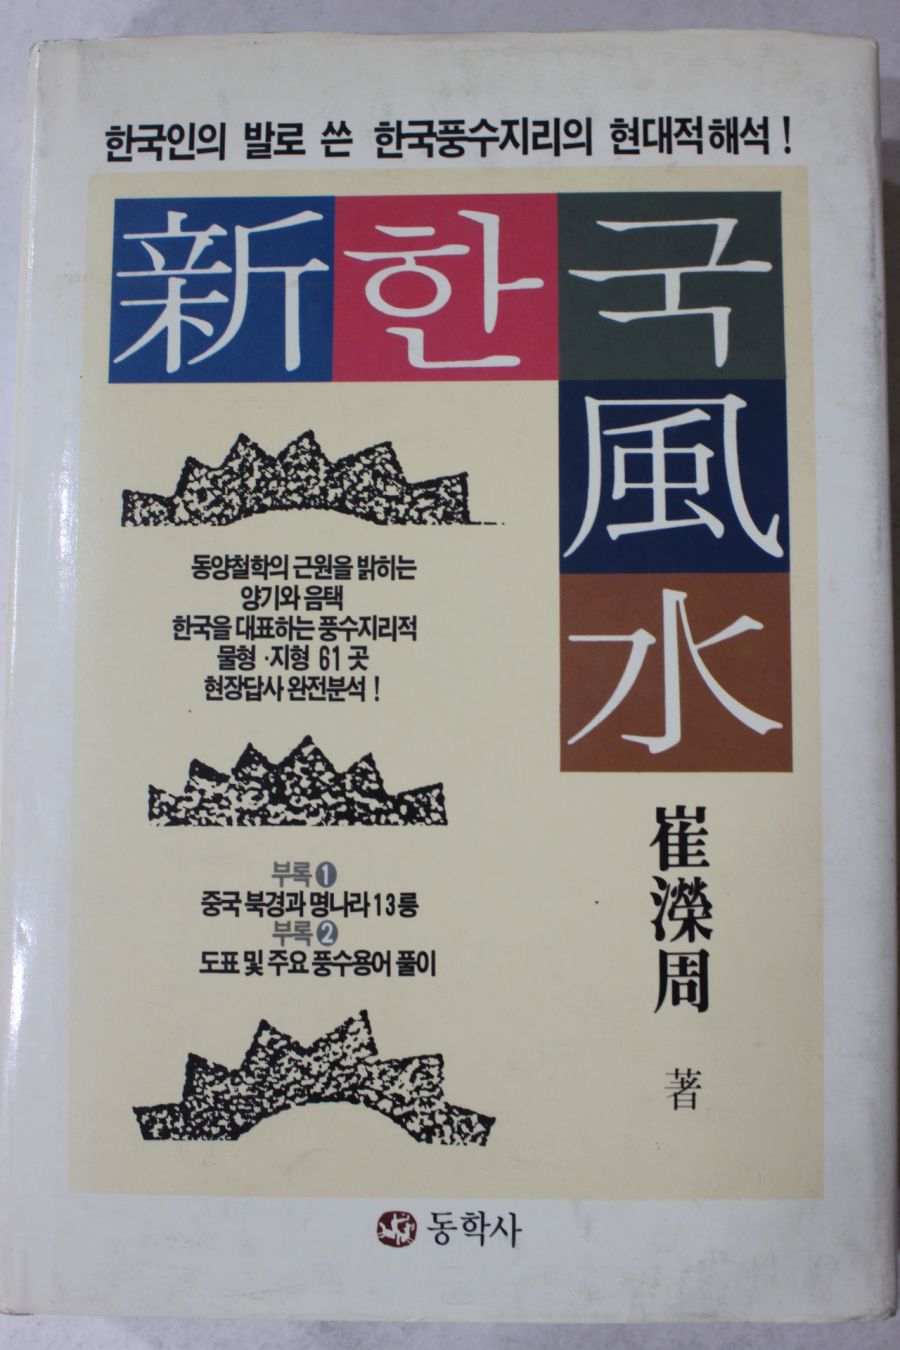 한국인의 발로 쓴 한국풍수지리의 현대적해석!
新한국
風
水
동양철학의 근원을 밝히는
양기와 음택
한국을 대표하는 풍수지리적
물형·지형 61곳
현장답사 완전분석!
부록❶
중국 북경과 명나라13릉
부록❷
도표 및 주요 풍수용어 풀이
崔濚周
著
동학사